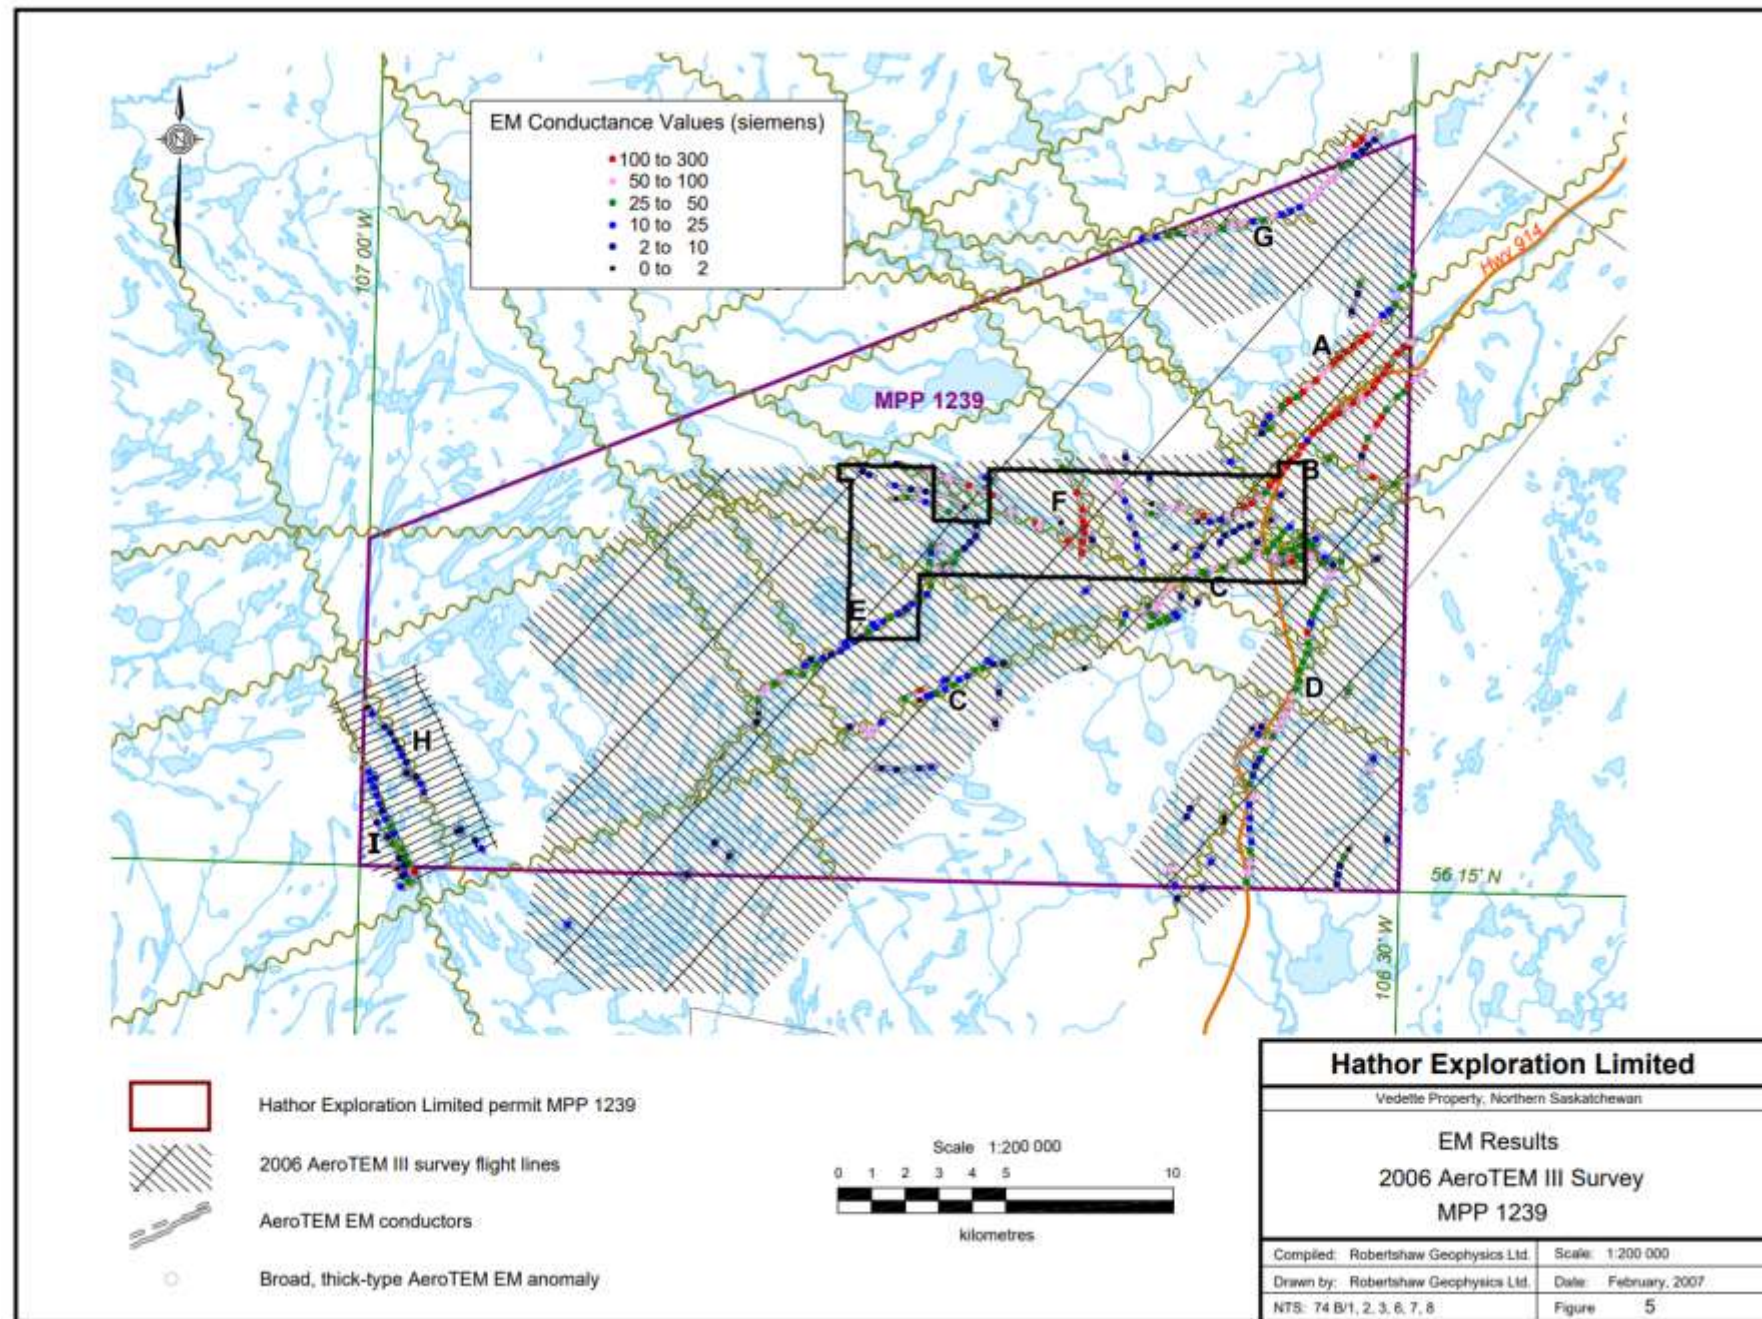 EM Conductance Values (siemens)
100 to 300
50 to 100
25 to 50
10 to 25
2 to 10
0 to 2
N
107 00' W
G
Hwy 914
A
MPP 1239
B
F
E
C
C
D
H
I
56 15' N
106 30' W
Hathor Exploration Limited permit MPP 1239
2006 AeroTEM III survey flight lines
AeroTEM EM conductors
Broad, thick-type AeroTEM EM anomaly
Scale 1:200 000
0 1 2 3 4 5 10
kilometres
Hathor Exploration Limited
Vedette Property, Northern Saskatchewan
EM Results
2006 AeroTEM III Survey
MPP 1239
Compiled: Robertshaw Geophysics Ltd. Scale: 1:200 000
Drawn by: Robertshaw Geophysics Ltd. Date: February, 2007
NTS: 74 B/1, 2, 3, 6, 7, 8 Figure 5